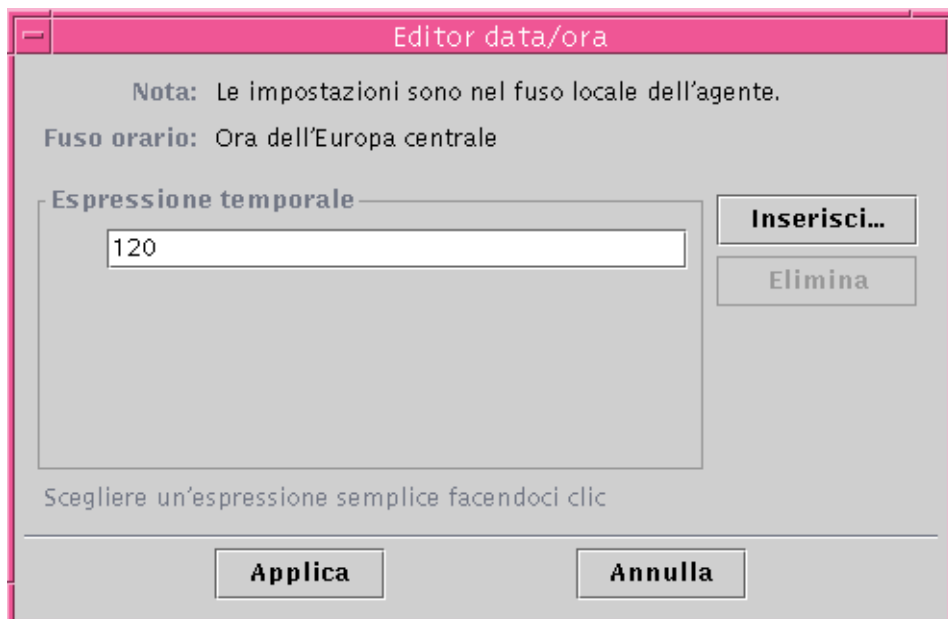 Editor data/ora
Nota: Le impostazioni sono nel fuso locale dell'agente.
Fuso orario: Ora dell'Europa centrale
Espressione temporale
120
Inserisci...
Elimina
Scegliere un'espressione semplice facendoci clic
Applica Annulla